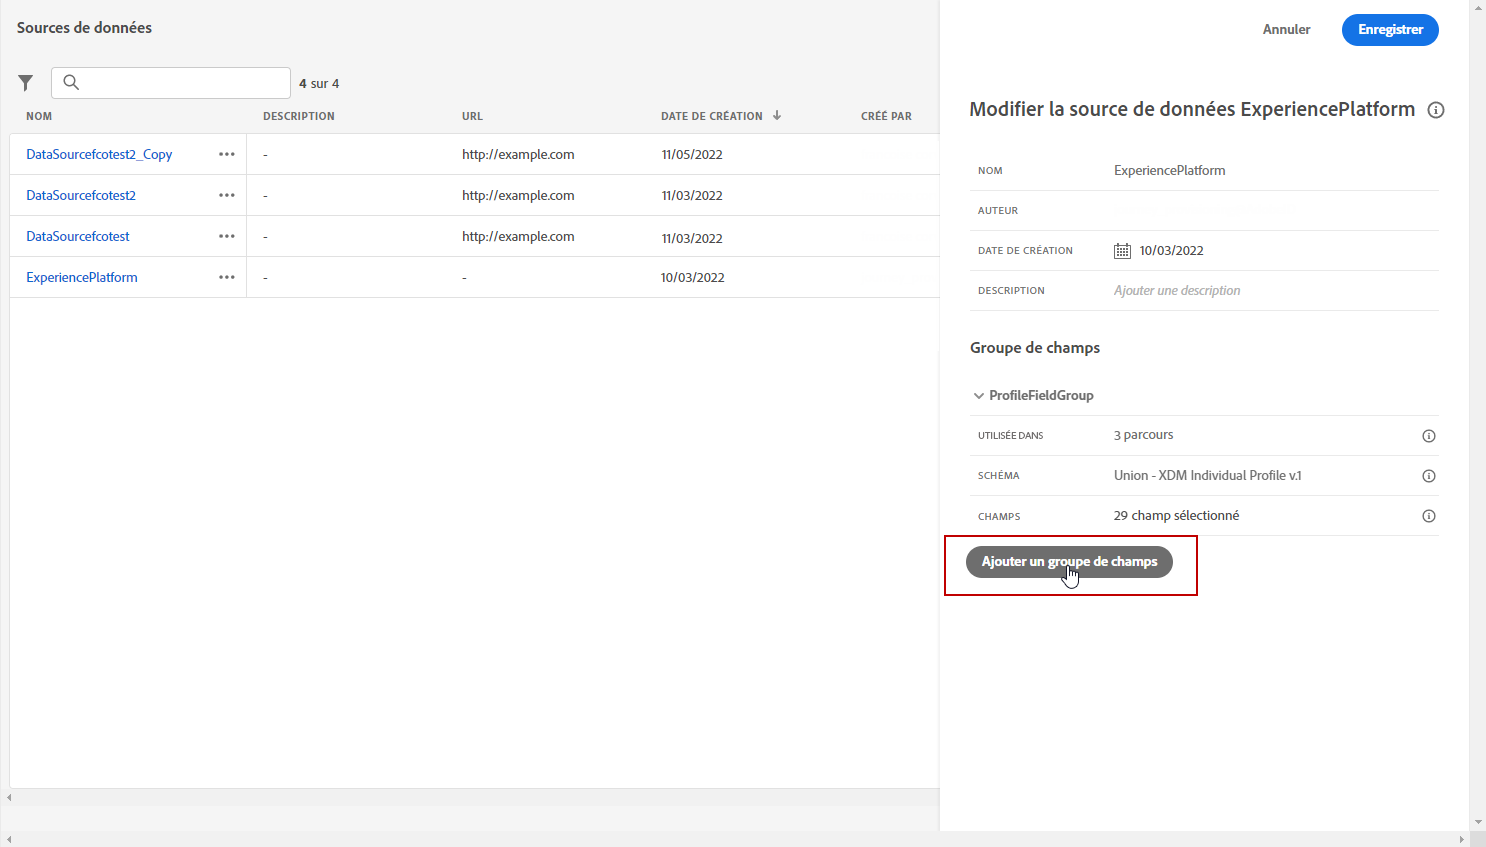 Sources de données
4 sur 4
NOM DESCRIPTION URL DATE DE CRÉATION CRÉÉ PAR
DataSourcefcotest2_Copy - http://example.com 11/05/2022
DataSourcefcotest2 - http://example.com 11/03/2022
DataSourcefcotest - http://example.com 11/03/2022
ExperiencePlatform - - 10/03/2022
Annuler Enregistrer
Modifier la source de données ExperiencePlatform
NOM ExperiencePlatform
AUTEUR
DATE DE CRÉATION 10/03/2022
DESCRIPTION Ajouter une description
Groupe de champs
ProfileFieldGroup
UTILISÉE DANS 3 parcours
SCHÉMA Union - XDM Individual Profile v.1
CHAMPS 29 champ sélectionné
Ajouter un groupe de champs